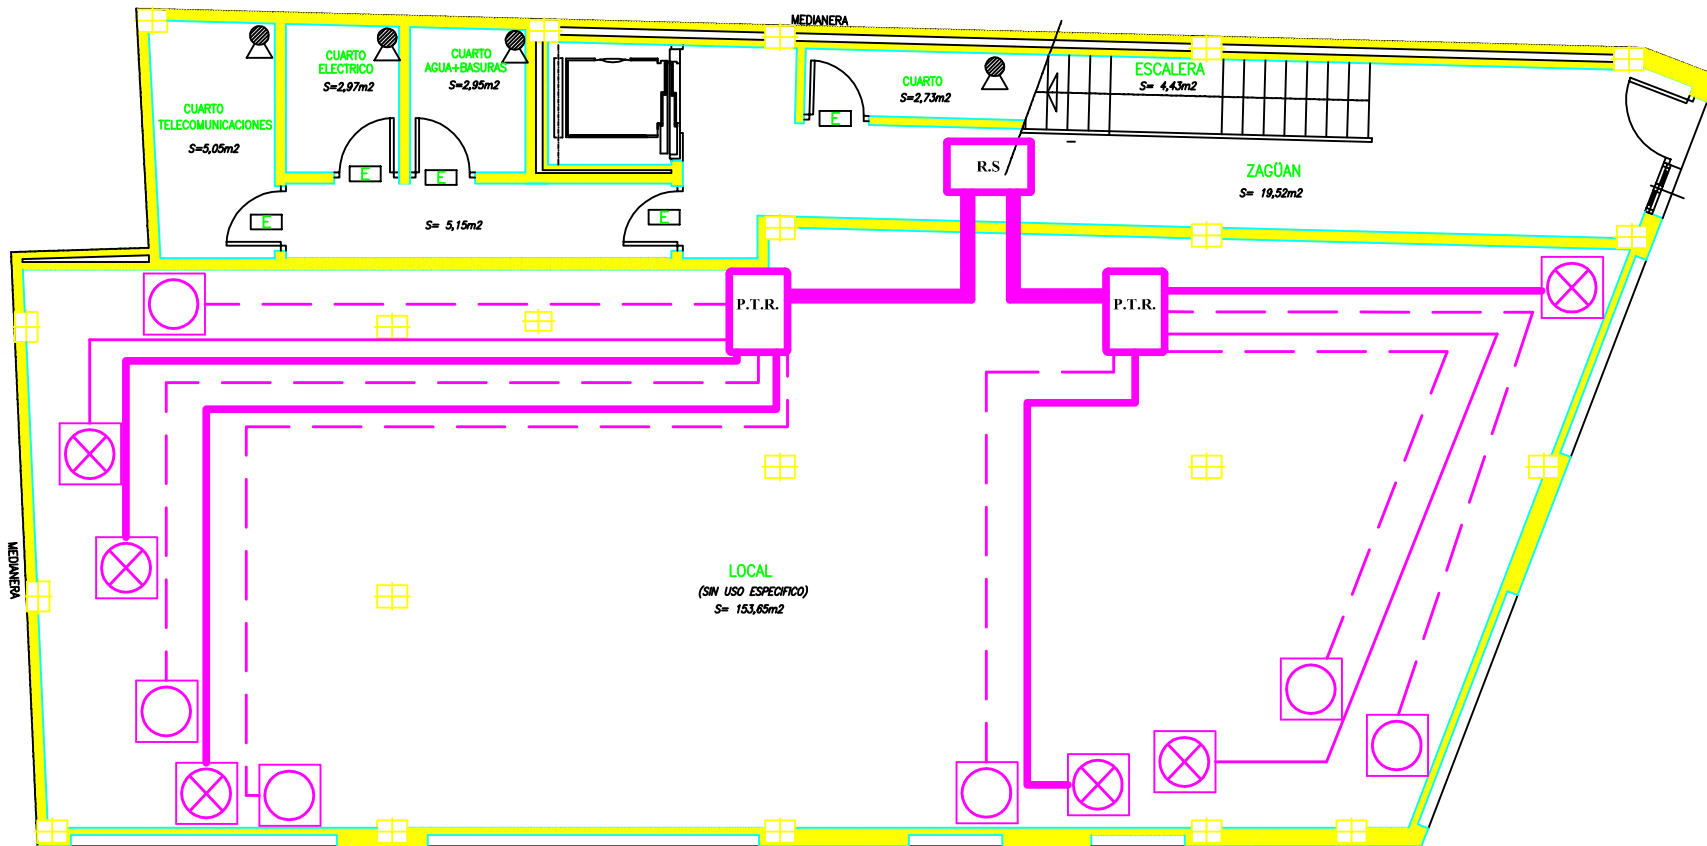 MEDIANERA
CUARTO
ELECTRICO
S=2,97m2
CUARTO
AGUA+BASURAS
S=2,95m2
CUARTO
S=2,73m2
ESCALERA
S= 4,43m2
CUARTO
TELECOMUNICACIONES
S=5,05m2
E
E
E
E
E
R.S
ZAGÜAN
S= 19,52m2
S= 5,15m2
P.T.R.
P.T.R.
MEDIANERA
LOCAL
(SIN USO ESPECIFICO)
S= 153,65m2